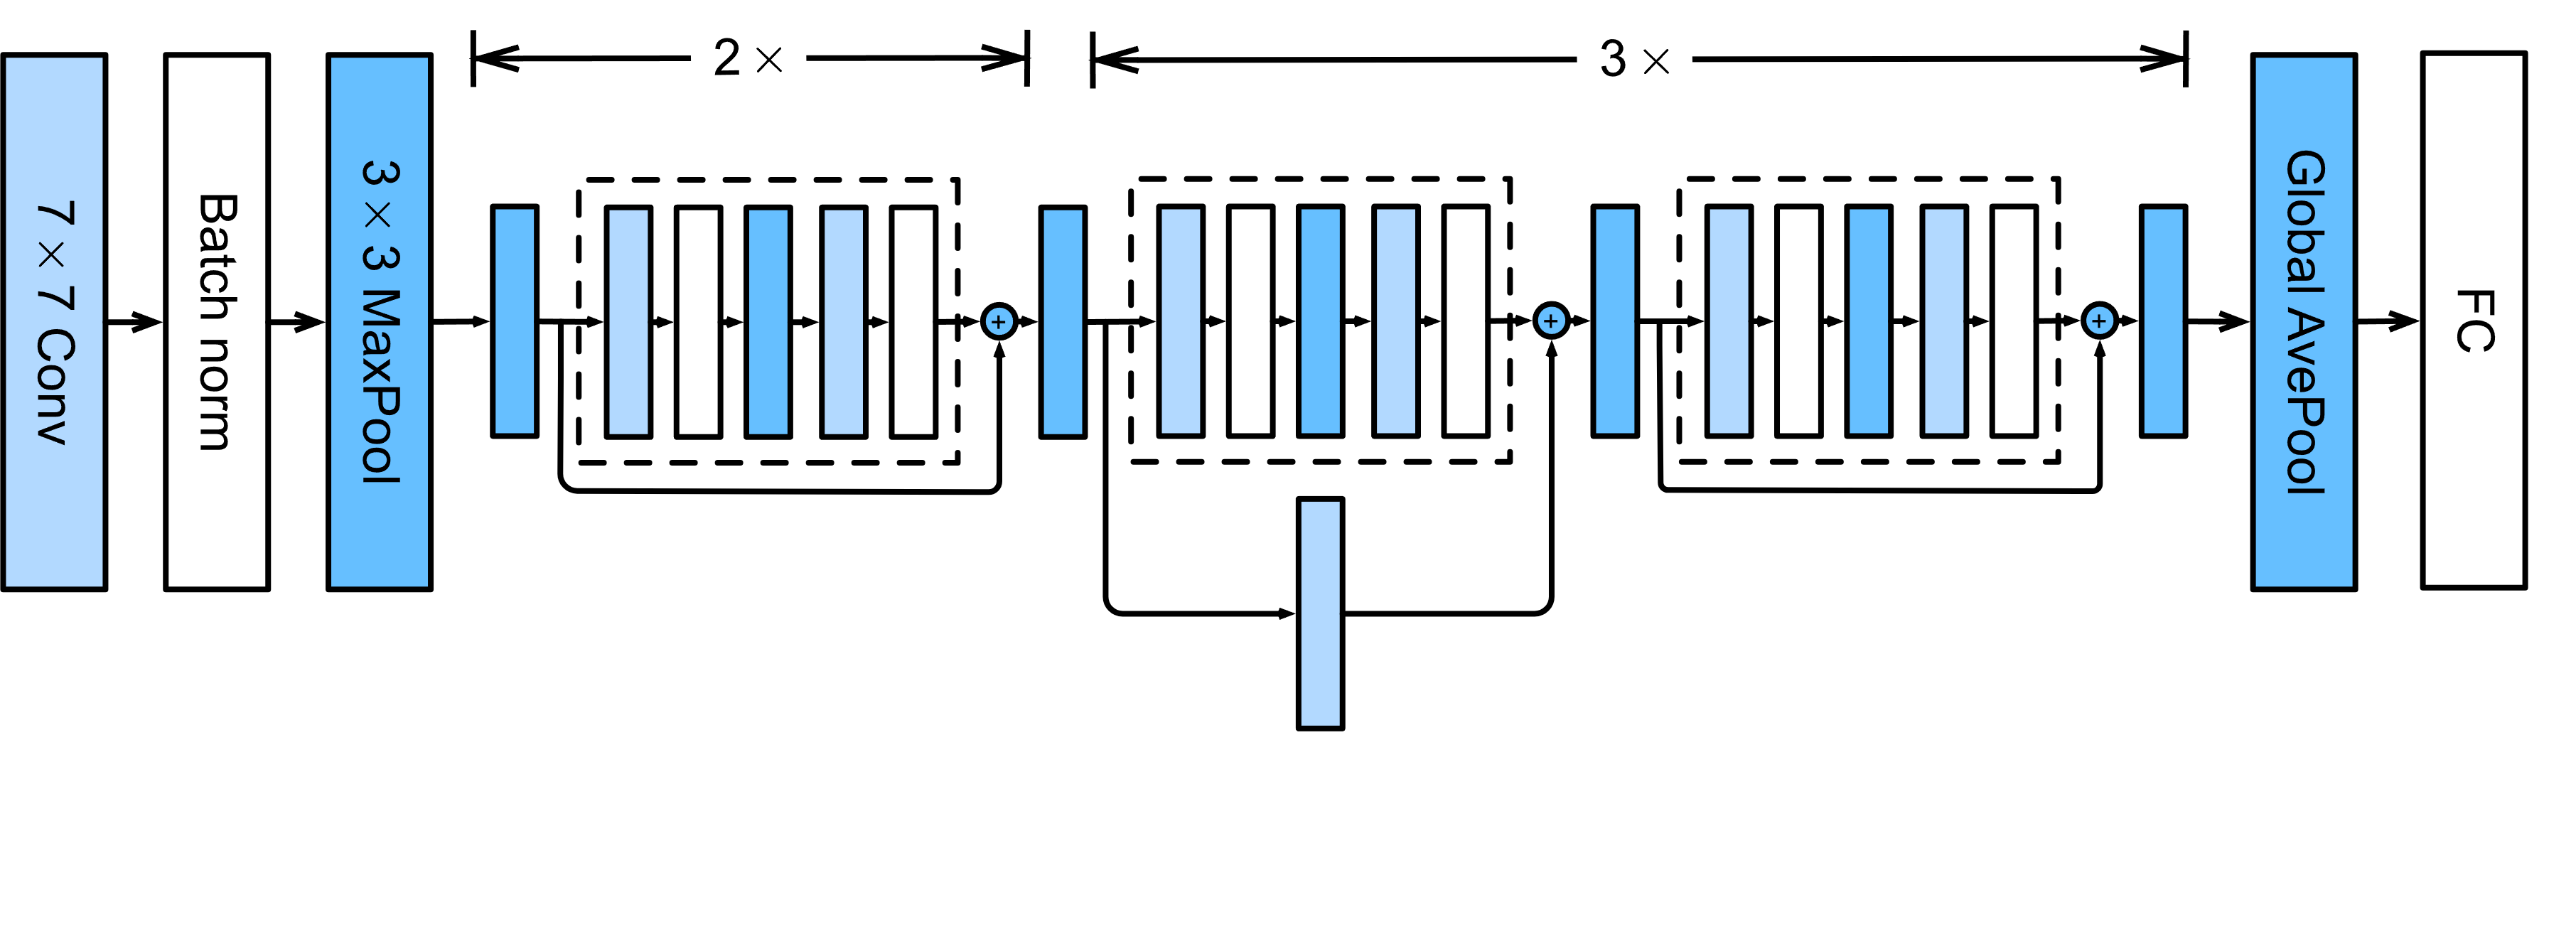 7 × 7 Conv
Batch norm
3 × 3 MaxPool
2 ×
+
3 ×
+
+
Global AvePool
FC